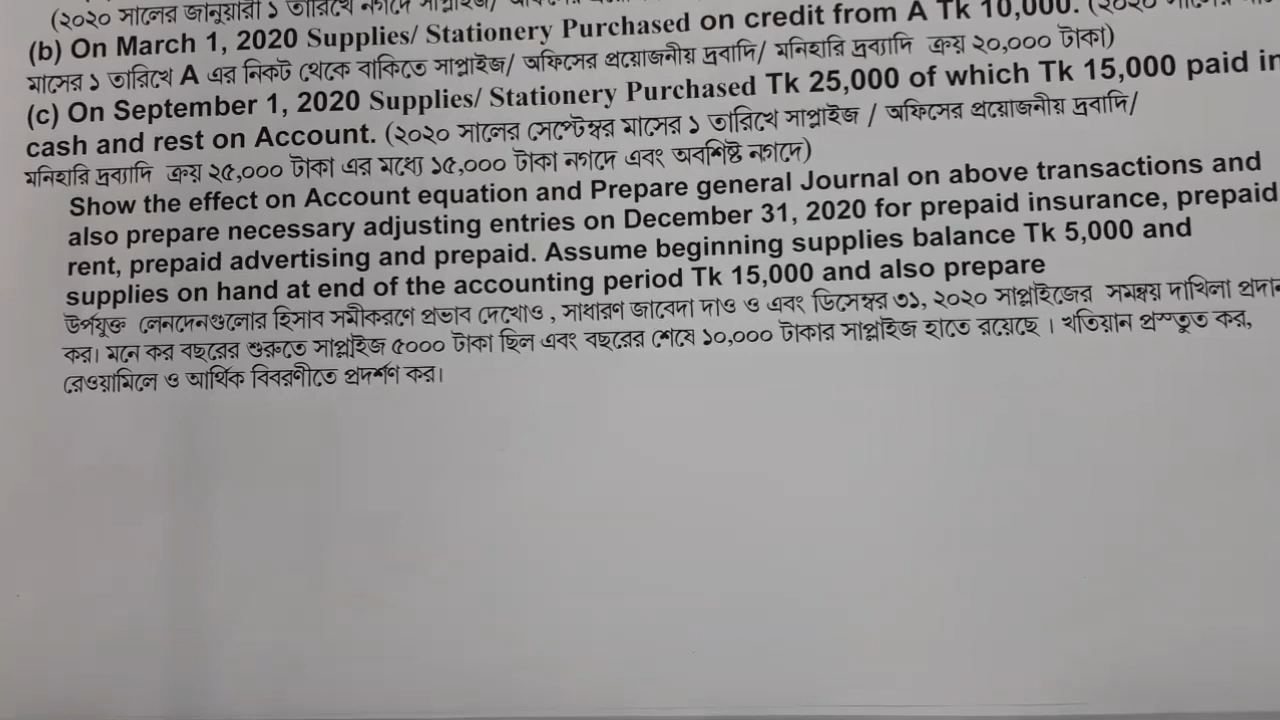 (২০২০ সালের জানুয়ারী ১ তারিখে নগদে সাপ্লাইজ/
(b) On March 1, 2020 Supplies/ Stationery Purchased on credit from A Tk 10,000. (২০২০
মাসের ১ তারিখে A এর নিকট থেকে বাকিতে সাপ্লাইজ/ অফিসের প্রয়োজনীয় দ্রবাদি/ মনিহারি দ্রব্যাদি ক্রয় ২০,০০০ টাকা)
(c) On September 1, 2020 Supplies/ Stationery Purchased Tk 25,000 of which Tk 15,000 paid in
cash and rest on Account. (২০২০ সালের সেপ্টেম্বর মাসের ১ তারিখে সাপ্লাইজ / অফিসের প্রয়োজনীয় দ্রবাদি/
মনিহারি দ্রব্যাদি ক্রয় ২৫,০০০ টাকা এর মধ্যে ১৫,০০০ টাকা নগদে এবং অবশিষ্ট নগদে)
Show the effect on Account equation and Prepare general Journal on above transactions and
also prepare necessary adjusting entries on December 31, 2020 for prepaid insurance, prepaid
rent, prepaid advertising and prepaid. Assume beginning supplies balance Tk 5,000 and
supplies on hand at end of the accounting period Tk 15,000 and also prepare
উর্পযুক্ত লেনদেনগুলোর হিসাব সমীকরণে প্রভাব দেখোও , সাধারণ জাবেদা দাও ও এবং ডিসেম্বর ৩১, ২০২০ সাপ্লাইজের সমন্বয় দাখিলা প্রদান
কর। মনে কর বছরের শুরুতে সাপ্লাইজ ৫০০০ টাকা ছিল এবং বছরের শেষে ১০,০০০ টাকার সাপ্লাইজ হাতে রয়েছে । খতিয়ান প্রস্তুত কর,
রেওয়ামিলে ও আর্থিক বিবরণীতে প্রদর্শণ কর।